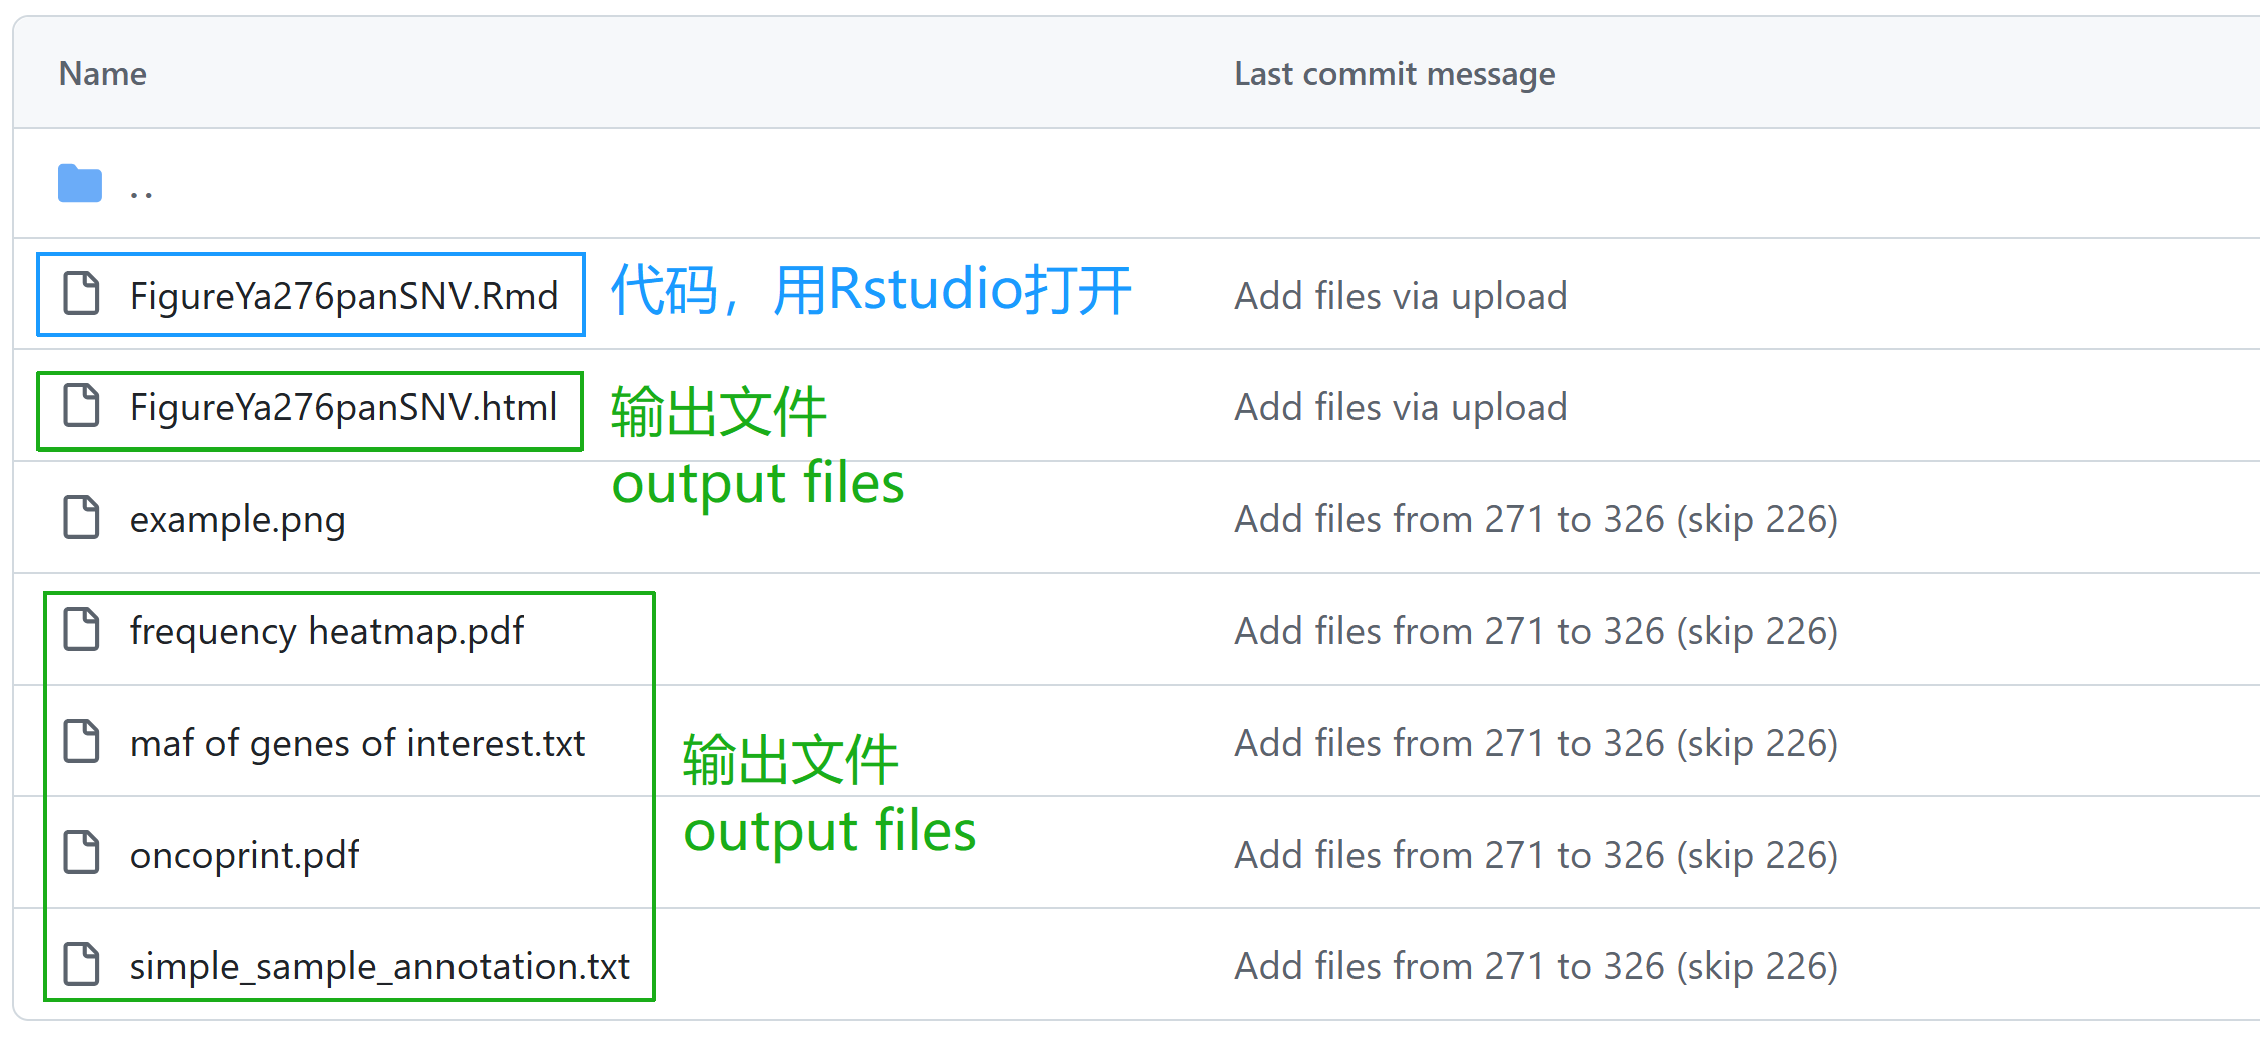 Name Last commit message
..
FigureYa276panSNV.Rmd 代码，用Rstudio打开 Add files via upload
FigureYa276panSNV.html 输出文件 Add files via upload
output files
example.png Add files from 271 to 326 (skip 226)
frequency heatmap.pdf Add files from 271 to 326 (skip 226)
maf of genes of interest.txt 输出文件 Add files from 271 to 326 (skip 226)
output files
oncoprint.pdf Add files from 271 to 326 (skip 226)
simple_sample_annotation.txt Add files from 271 to 326 (skip 226)